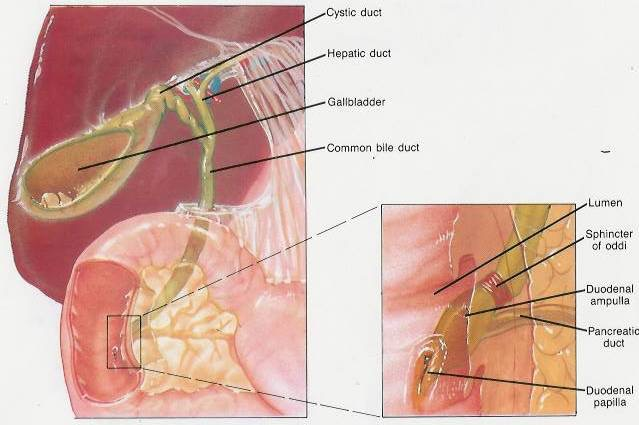 Cystic duct
Hepatic duct
Gallbladder
Common bile duct
Lumen
Sphincter
of oddi
Duodenal
ampulla
Pancreatic
duct
Duodenal
papilla